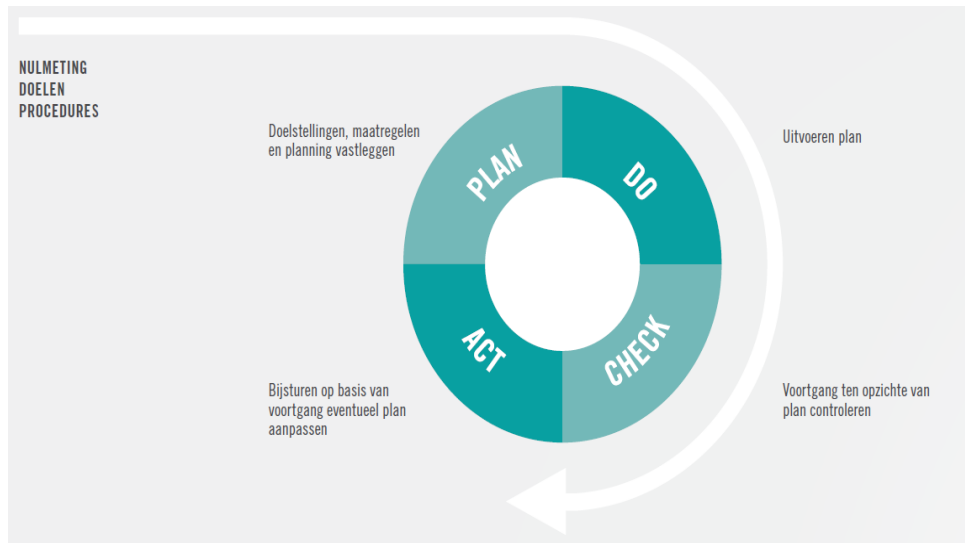 NULMETING
DOELEN
PROCEDURES
Doelstellingen, maatregelen
en planning vastleggen
Uitvoeren plan
PLAN
DO
ACT
CHECK
Bijsturen op basis van
voortgang eventueel plan
aanpassen
Voortgang ten opzichte van
plan controleren